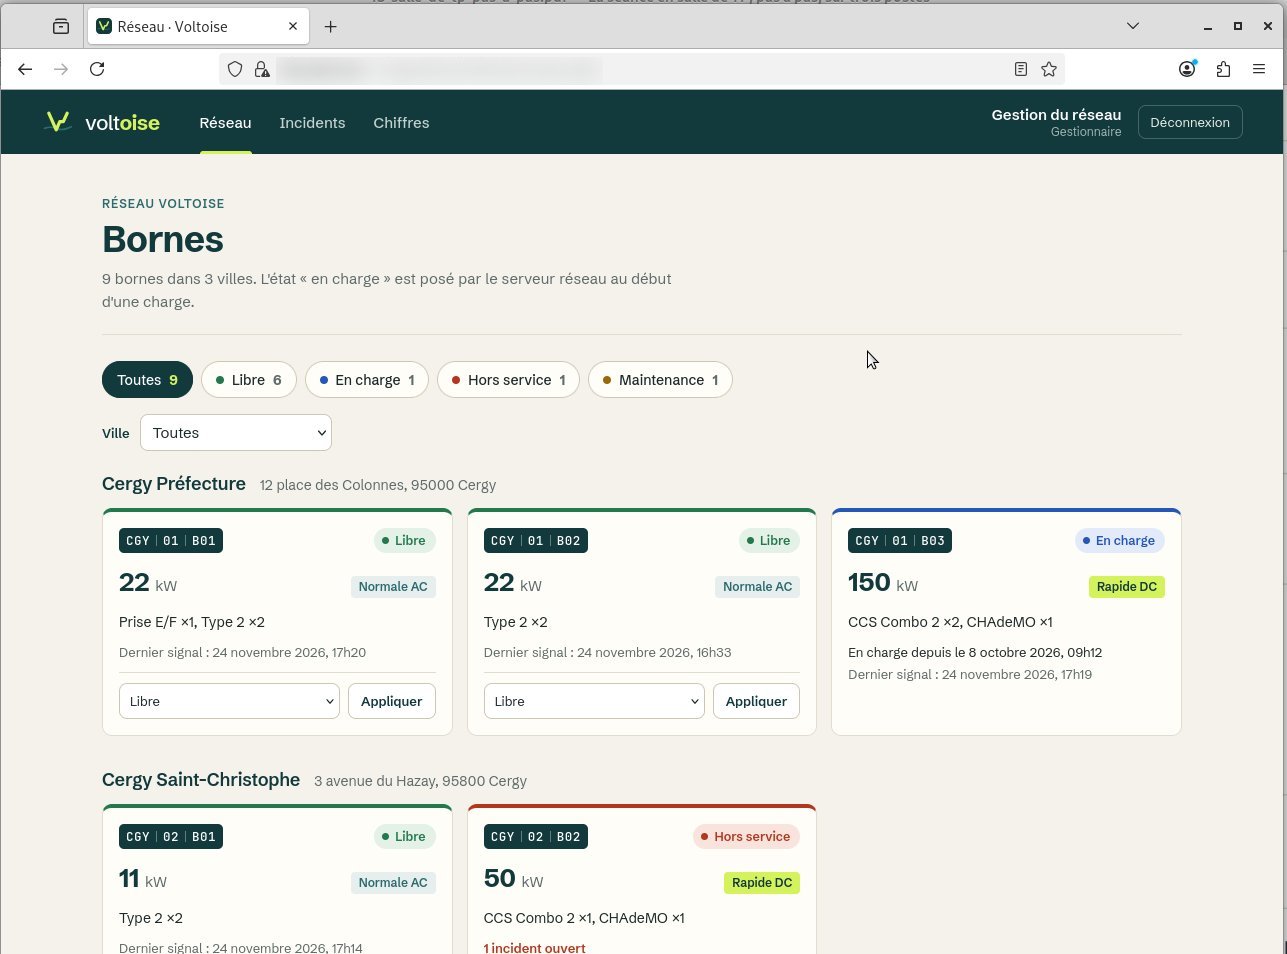 Réseau · Voltoise
voltoise Réseau Incidents Chiffres
Gestion du réseau
Gestionnaire
Déconnexion
RÉSEAU VOLTOISE
Bornes
9 bornes dans 3 villes. L'état « en charge » est posé par le serveur réseau au début
d'une charge.
Toutes 9 Libre 6 En charge 1 Hors service 1 Maintenance 1
Ville Toutes
Cergy Préfecture 12 place des Colonnes, 95000 Cergy
CGY 01 B01 Libre
22 kW Normale AC
Prise E/F ×1, Type 2 ×2
Dernier signal : 24 novembre 2026, 17h20
Libre Appliquer
CGY 01 B02 Libre
22 kW Normale AC
Type 2 ×2
Dernier signal : 24 novembre 2026, 16h33
Libre Appliquer
CGY 01 B03 En charge
150 kW Rapide DC
CCS Combo 2 ×2, CHAdeMO ×1
En charge depuis le 8 octobre 2026, 09h12
Dernier signal : 24 novembre 2026, 17h19
Cergy Saint-Christophe 3 avenue du Hazay, 95800 Cergy
CGY 02 B01 Libre
11 kW Normale AC
Type 2 ×2
Dernier signal : 24 novembre 2026, 17h14
CGY 02 B02 Hors service
50 kW Rapide DC
CCS Combo 2 ×1, CHAdeMO ×1
1 incident ouvert